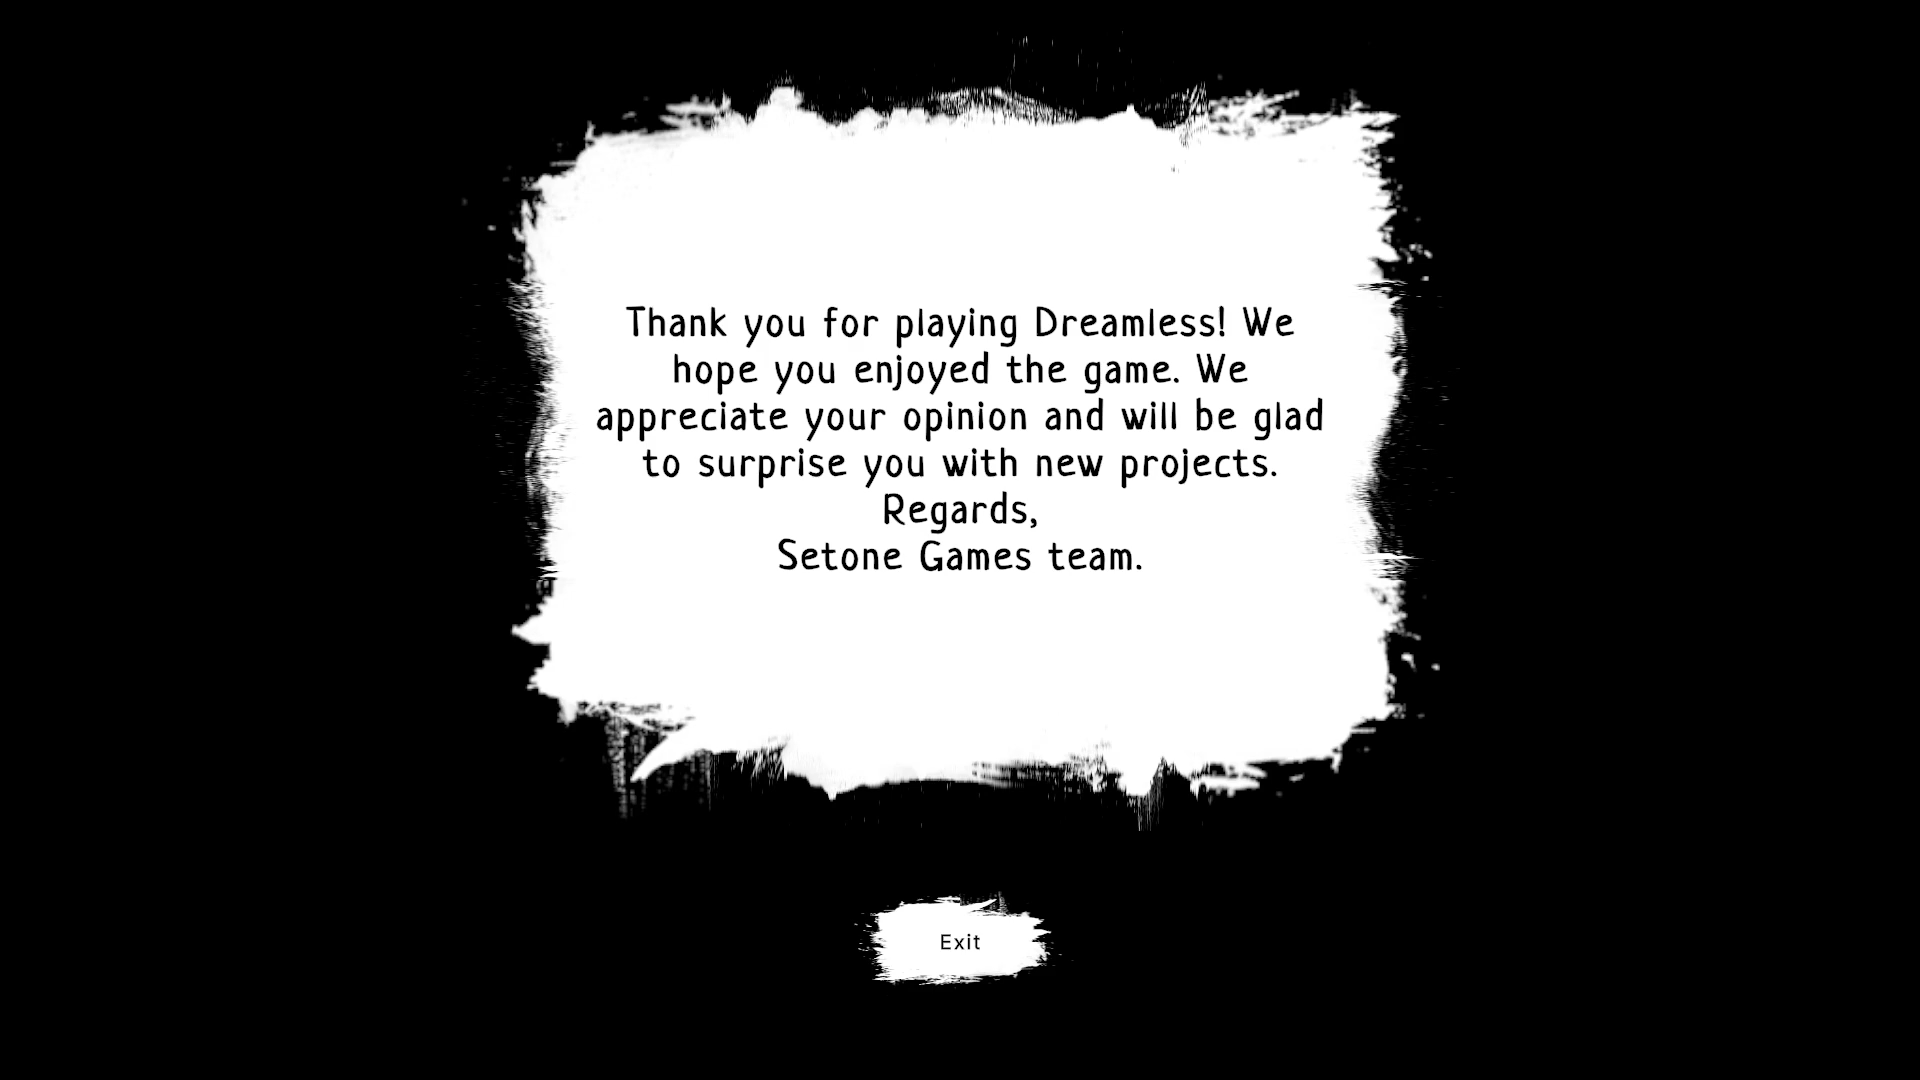 Thank you for playing Dreamless! We
hope you enjoyed the game. We
appreciate your opinion and will be glad
to surprise you with new projects.
Regards,
Setone Games team.
Exit